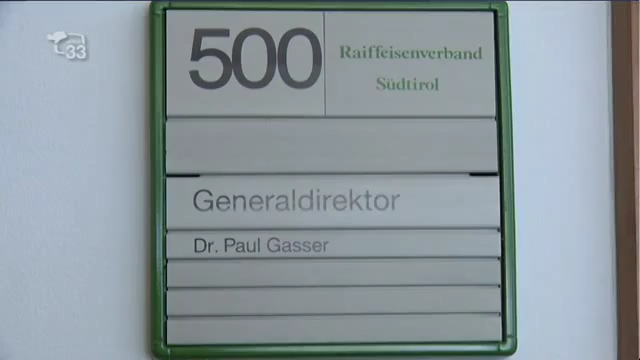 33
500
Raiffeisenverband
Südtirol
Generaldirektor
Dr. Paul Gasser